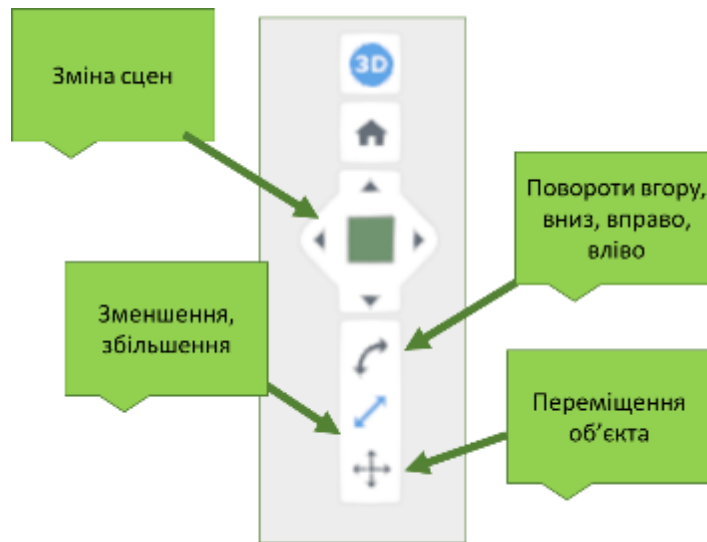 Зміна сцен
3D
Повороти вгору,
вниз, вправо,
вліво
Зменшення,
збільшення
Переміщення
об’єкта